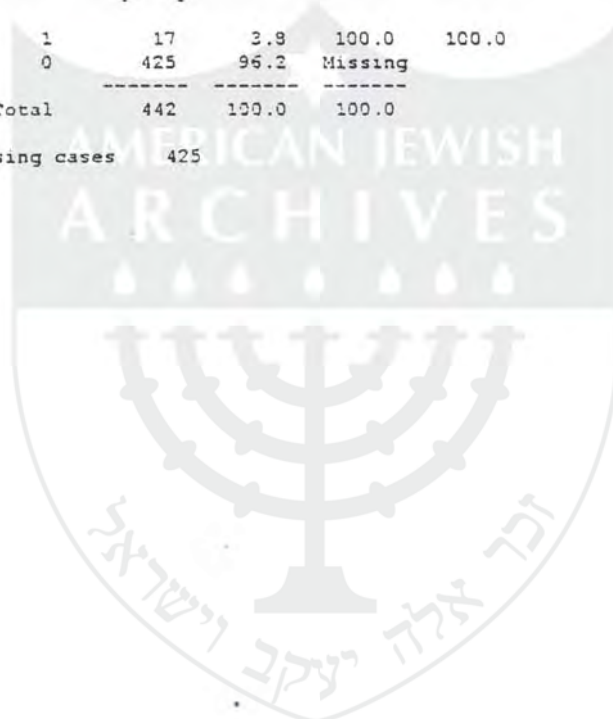 1 17 3.8 100.0 100.0
0 425 96.2 Missing
------- ------- -------
Total 442 100.0 100.0
sing cases 425
AMERICAN JEWISH
ARCHIVES
זכר אלה יעקב וישראל